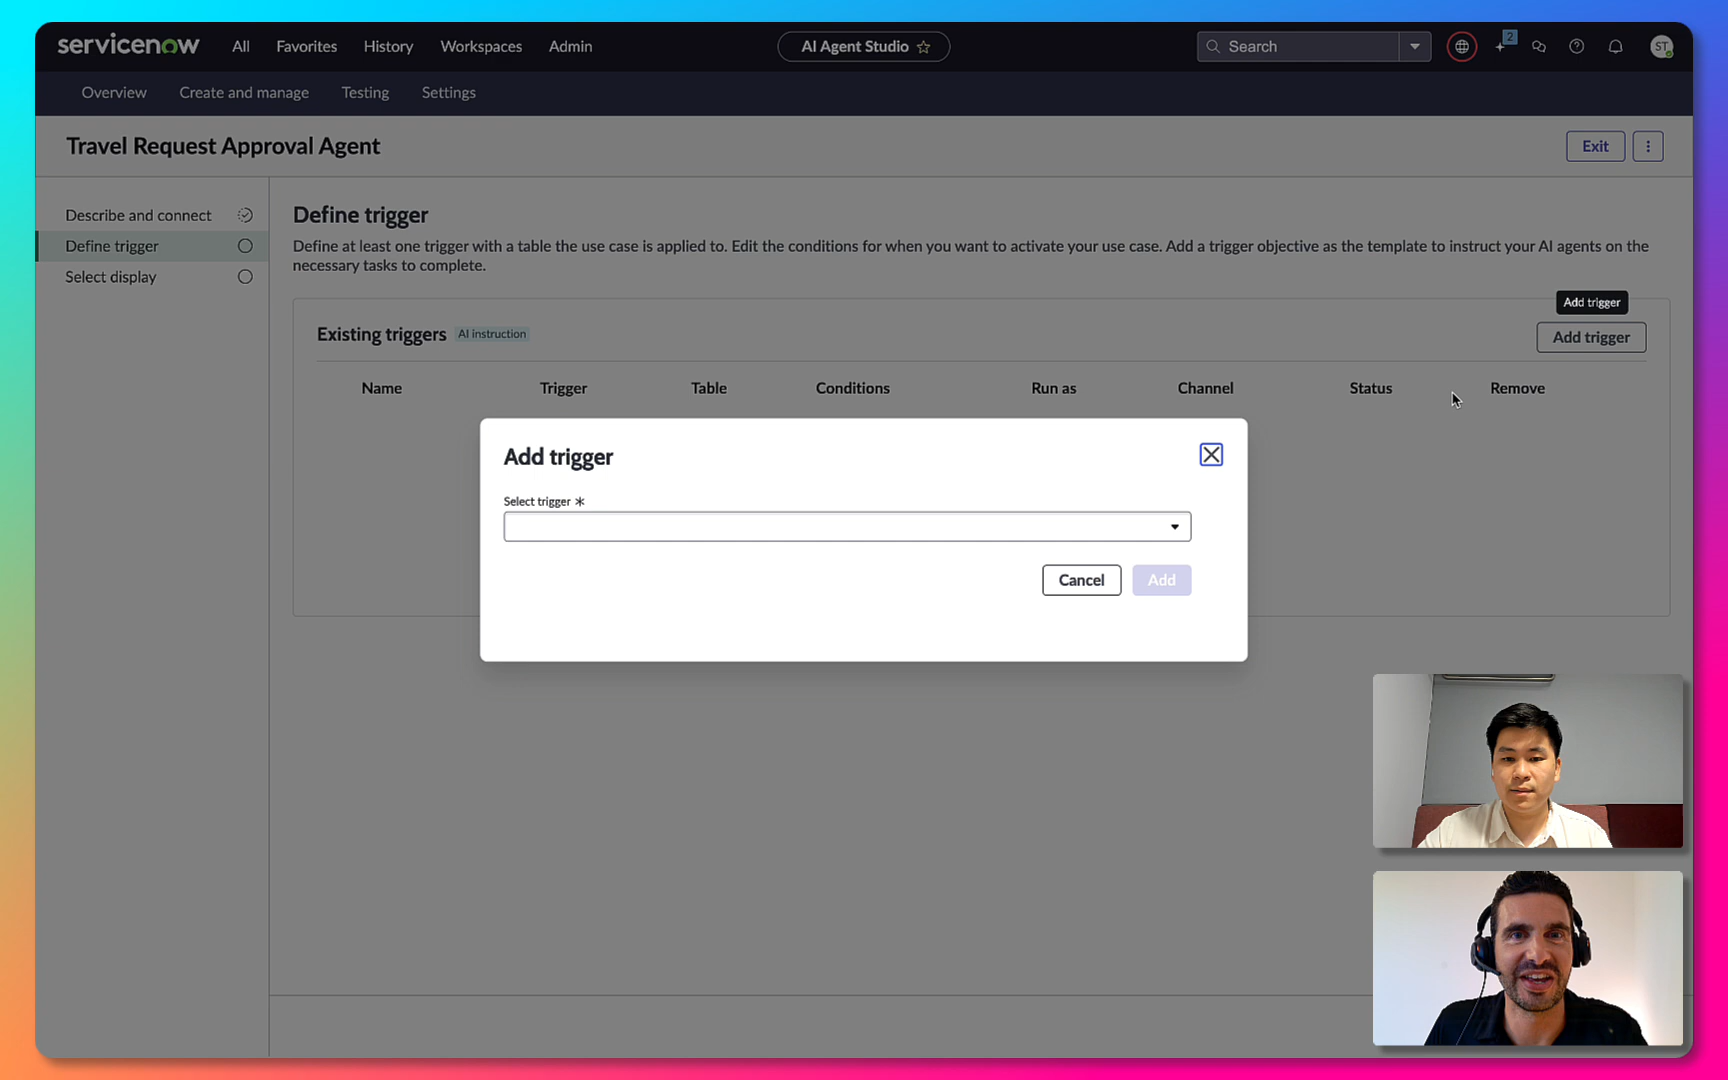 servicenow
All
Favorites
History
Workspaces
Admin
AI Agent Studio
Search
2
ST
Overview
Create and manage
Testing
Settings
Travel Request Approval Agent
Exit
Describe and connect
Define trigger
Select display
Define trigger
Define at least one trigger with a table the use case is applied to. Edit the conditions for when you want to activate your use case. Add a trigger objective as the template to instruct your AI agents on the
necessary tasks to complete.
Add trigger
Existing triggers
AI instruction
Add trigger
Name
Trigger
Table
Conditions
Run as
Channel
Status
Remove
Add trigger
Select trigger *
Cancel
Add